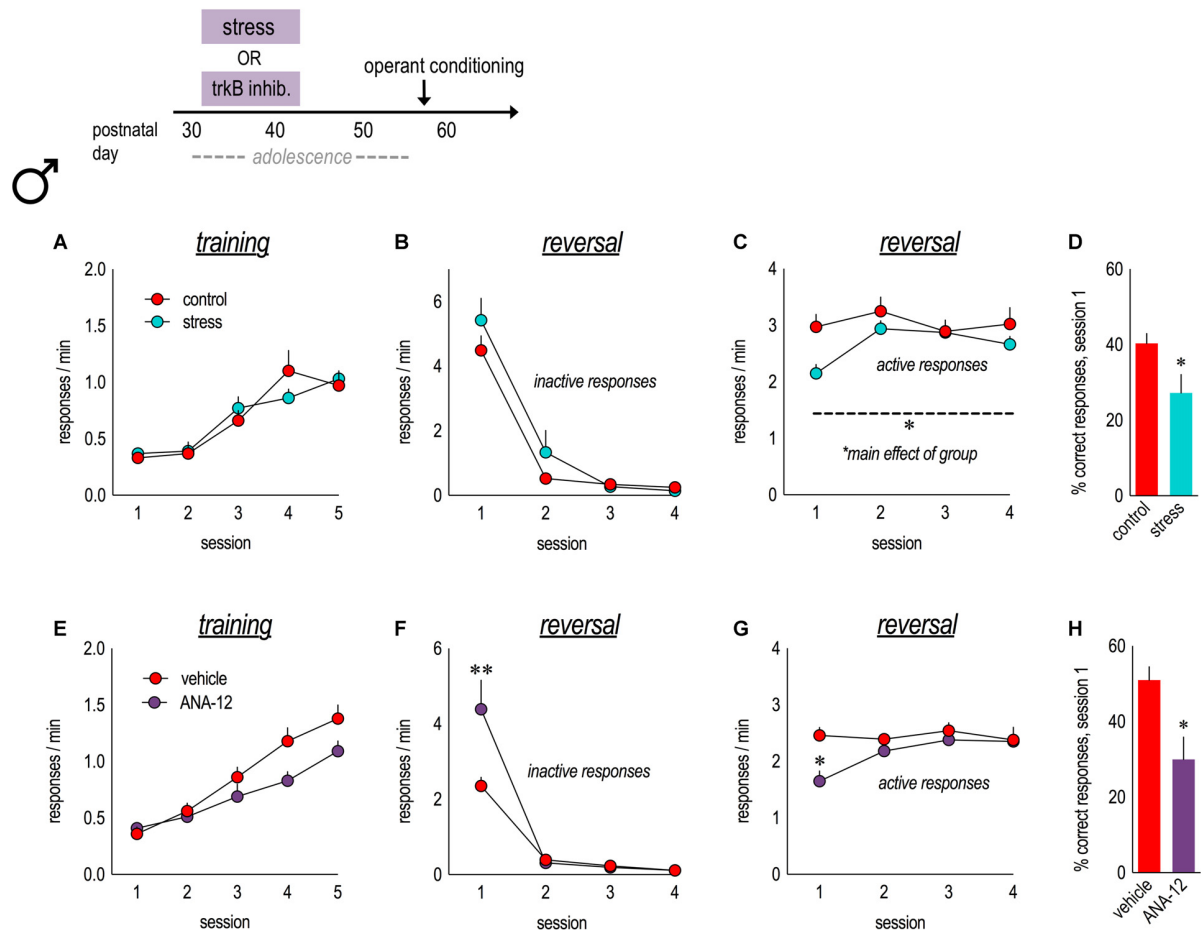 stress
OR
trkB inhib.
operant conditioning
postnatal
day
30 40 50 60
adolescence
A training
responses / min
2.0
1.5
1.0
0.5
0.0
control
stress
1 2 3 4 5
session
B reversal
responses / min
6
4
2
0
inactive responses
1 2 3 4
session
C reversal
responses / min
4
3
2
1
0
active responses
*
*main effect of group
1 2 3 4
session
D
% correct responses, session 1
60
40
20
0
*
control
stress
E training
responses / min
2.0
1.5
1.0
0.5
0.0
vehicle
ANA-12
1 2 3 4 5
session
F reversal
responses / min
6
4
2
0
**
inactive responses
1 2 3 4
session
G reversal
responses / min
4
3
2
1
0
*
active responses
1 2 3 4
session
H
% correct responses, session 1
60
40
20
0
*
vehicle
ANA-12